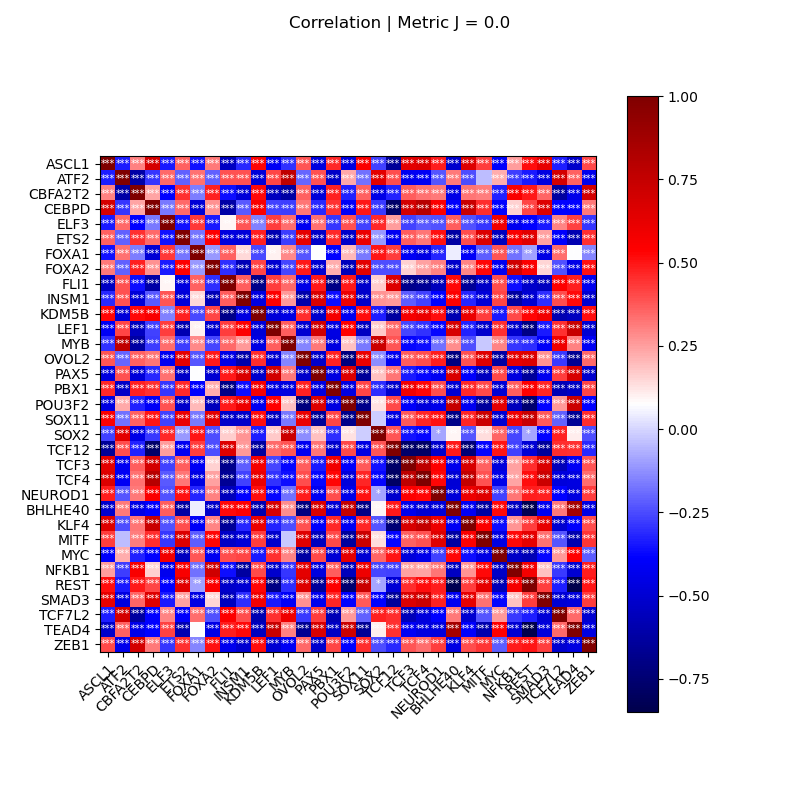 Correlation | Metric J = 0.0
ASCL1
ATF2
CBFA2T2
CEBPD
ELF3
ETS2
FOXA1
FOXA2
FLI1
INSM1
KDM5B
LEF1
MYB
OVOL2
PAX5
PBX1
POU3F2
SOX11
SOX2
TCF12
TCF3
TCF4
NEUROD1
BHLHE40
KLF4
MITF
MYC
NFKB1
REST
SMAD3
TCF7L2
TEAD4
ZEB1
ASCL1
ATF2
CBFA2T2
CEBPD
ELF3
ETS2
FOXA1
FOXA2
FLI1
INSM1
KDM5B
LEF1
MYB
OVOL2
PAX5
PBX1
POU3F2
SOX11
SOX2
TCF12
TCF3
TCF4
NEUROD1
BHLHE40
KLF4
MITF
MYC
NFKB1
REST
SMAD3
TCF7L2
TEAD4
ZEB1
1.00
0.75
0.50
0.25
0.00
−0.25
−0.50
−0.75